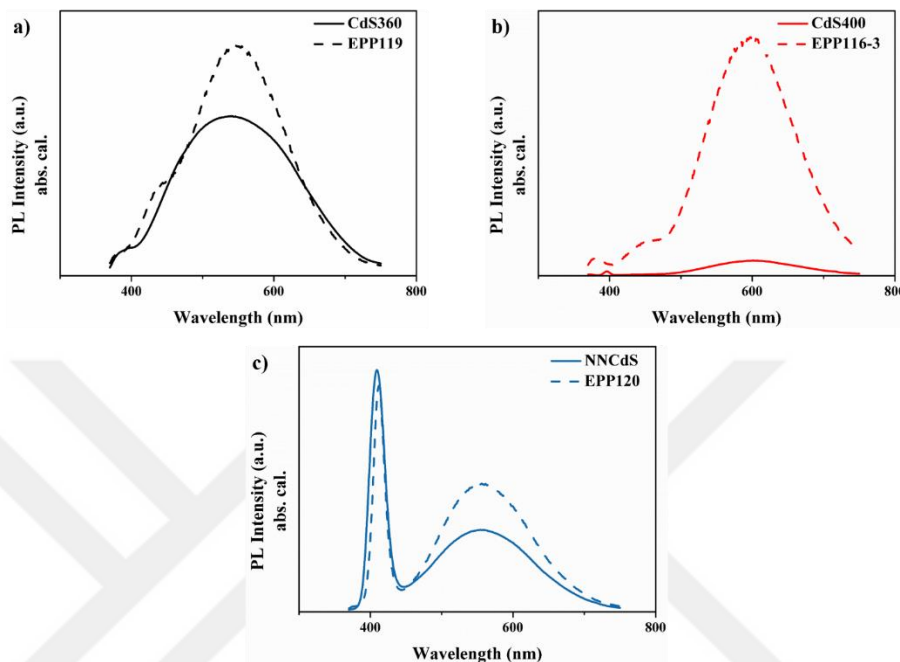 a)
CdS360
EPP119
PL Intensity (a.u.)
abs. cal.
400
600
800
Wavelength (nm)
b)
CdS400
EPP116-3
PL Intensity (a.u.)
abs. cal.
400
600
800
Wavelength (nm)
c)
NNCdS
EPP120
PL Intensity (a.u.)
abs. cal.
400
600
800
Wavelength (nm)